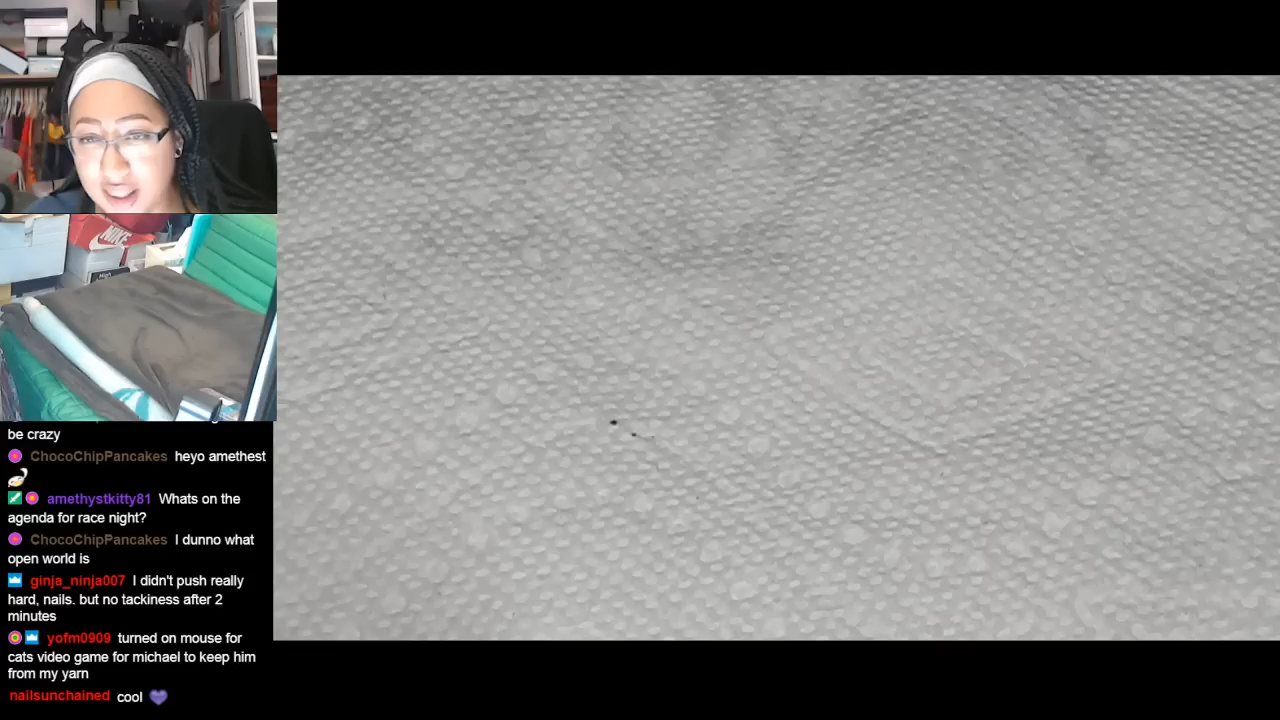 NIKE
High
be crazy
ChocoChipPancakes heyo amethest
amethystkitty81 Whats on the
agenda for race night?
ChocoChipPancakes I dunno what
open world is
ginja_ninja007 I didn't push really
hard, nails. but no tackiness after 2
minutes
yofm0909 turned on mouse for
cats video game for michael to keep him
from my yarn
nailsunchained cool